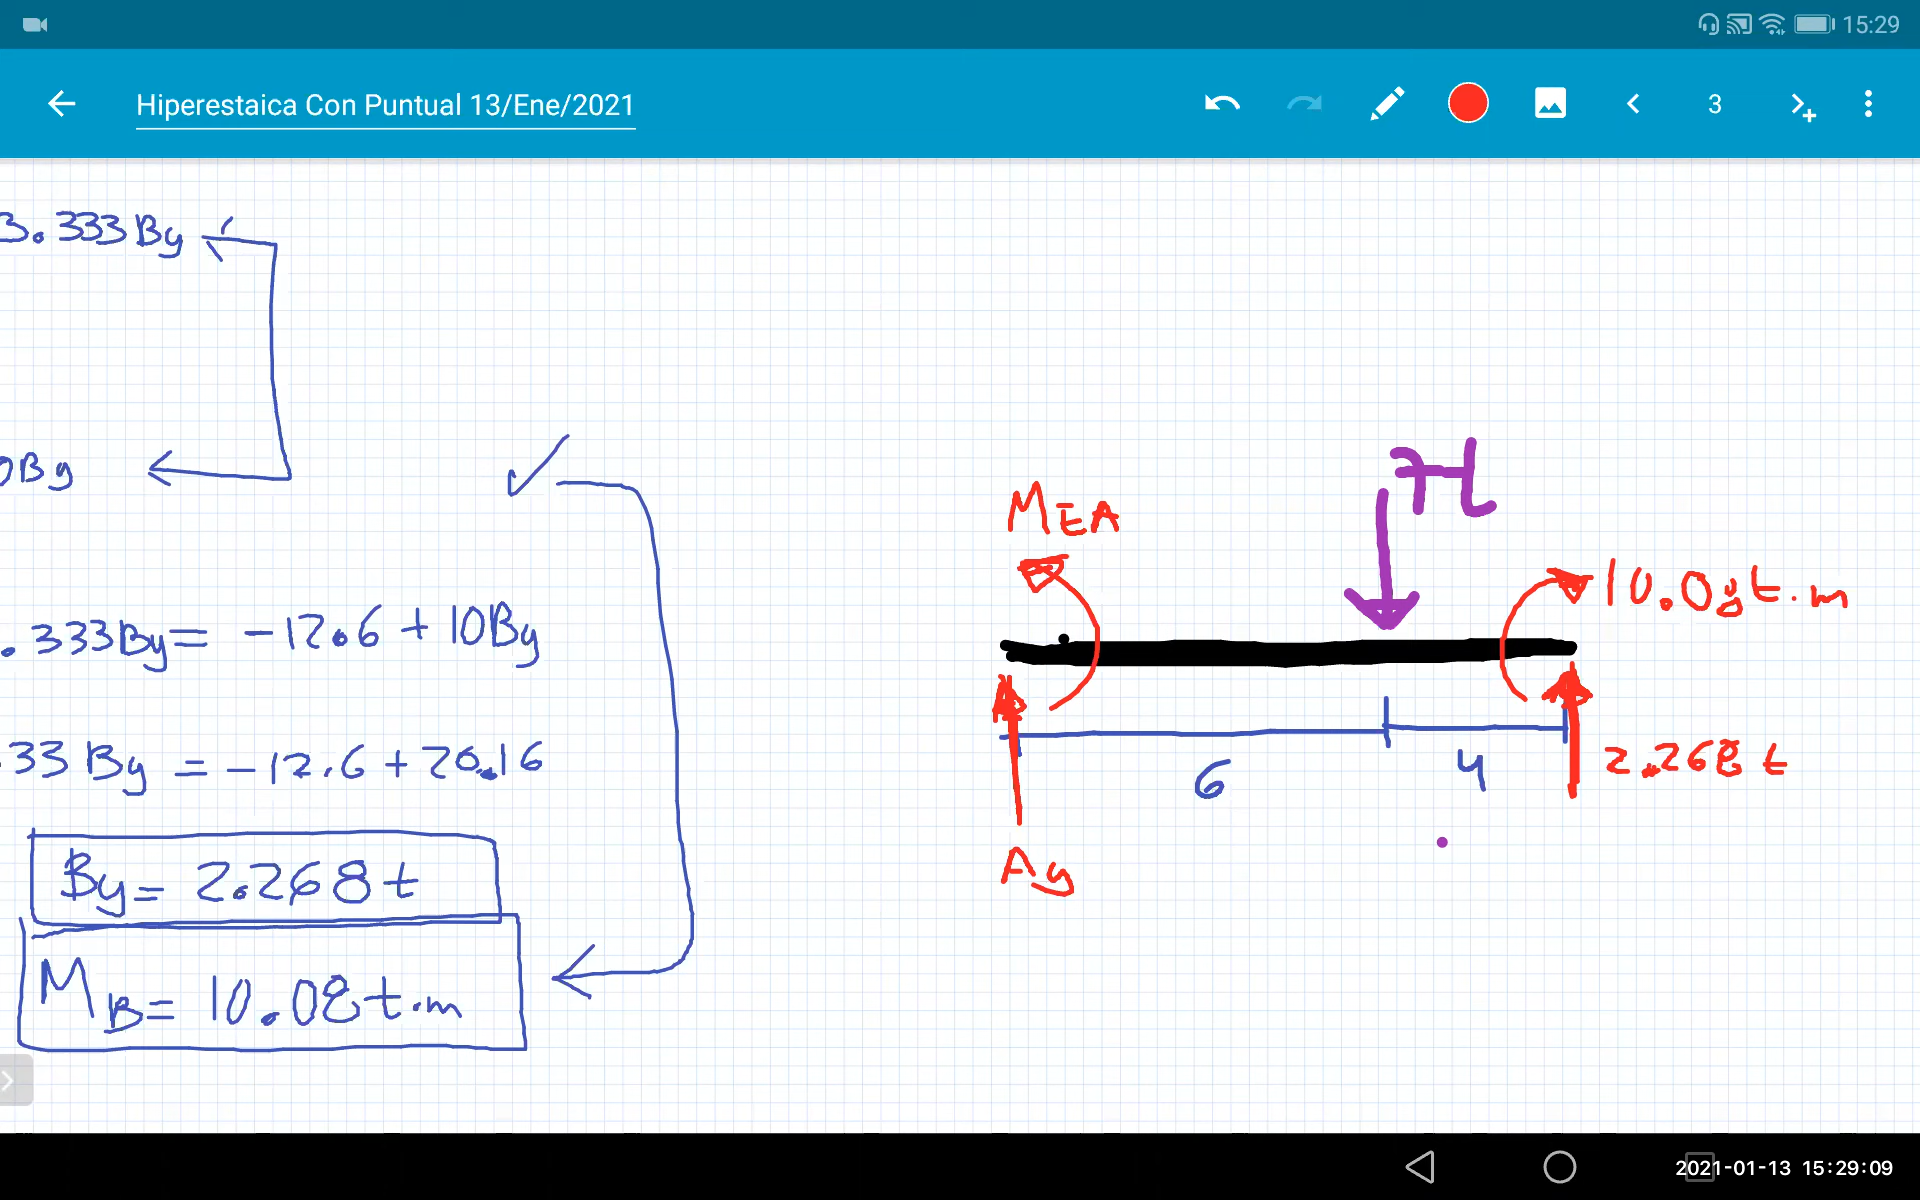 15:29
Hiperestaica Con Puntual 13/Ene/2021
3
3.333By
0By
.333By = -12.6 + 10By
33 By = -12.6 + 20.16
By = 2.268 t
MB = 10.08 t.m
7t
MEA
10.08 t.m
6
4
2.268 t
Ay
2021-01-13 15:29:09